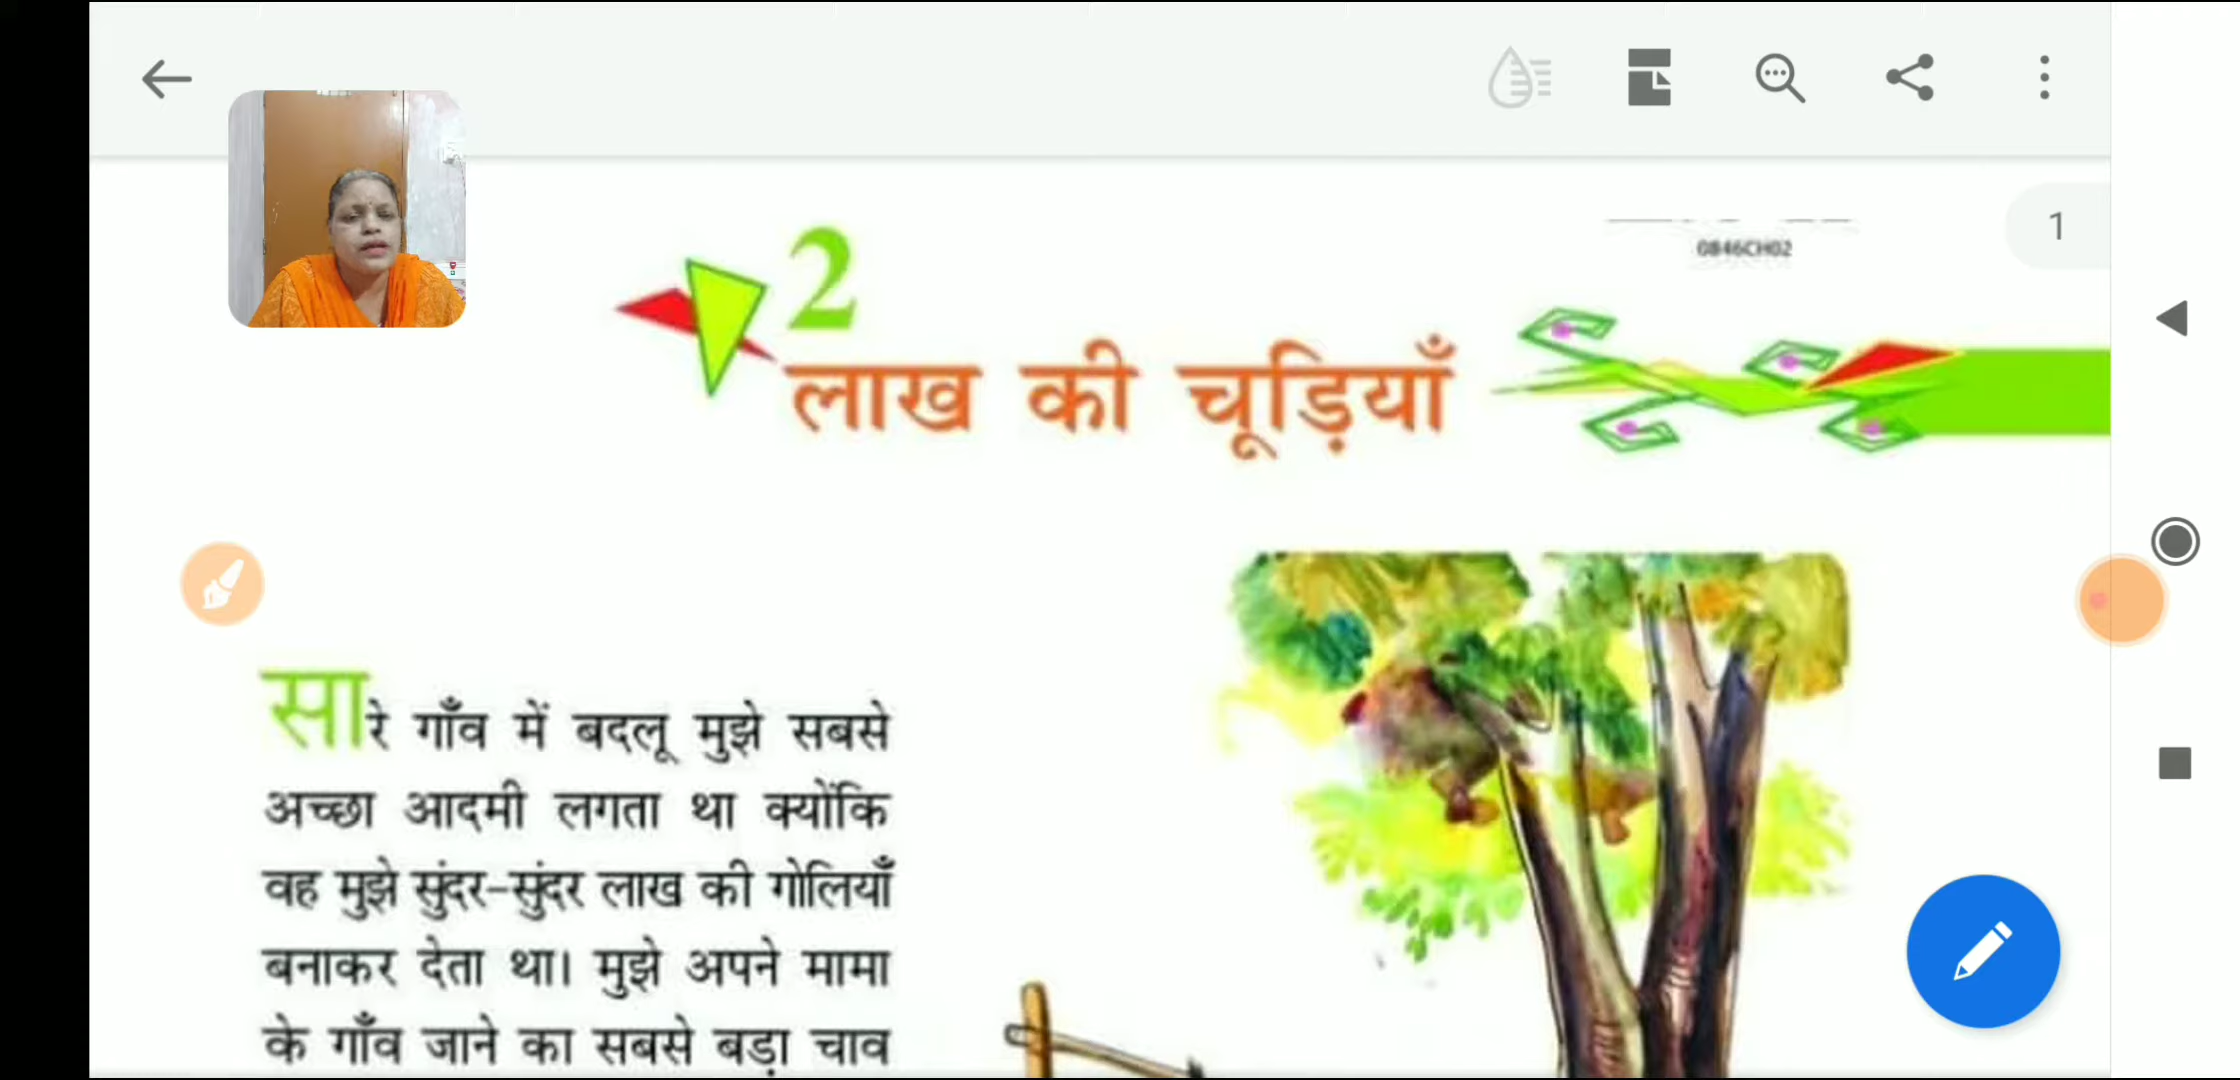 1
0846CH02
2
लाख की चूड़ियाँ
सारे गाँव में बदलू मुझे सबसे
अच्छा आदमी लगता था क्योंकि
वह मुझे सुंदर-सुंदर लाख की गोलियाँ
बनाकर देता था। मुझे अपने मामा
के गाँव जाने का सबसे बड़ा चाव